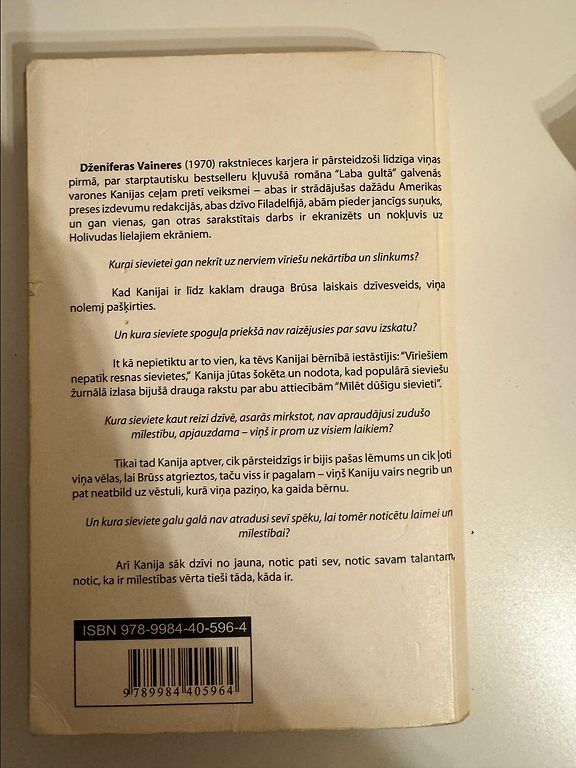 Dženiferas Vaineres (1970) rakstnieces karjera ir pārsteidzoši līdzīga viņas
pirmā, par starptautisku bestselleru kļuvušā romāna "Laba gultā" galvenās
varones Kanijas ceļam pretī veiksmei – abas ir strādājušas dažādu Amerikas
preses izdevumu redakcijās, abas dzīvo Filadelfijā, abām pieder jancīgs suņuks,
un gan vienas, gan otras sarakstītais darbs ir ekranizēts un nokļuvis uz
Holivudas lielajiem ekrāniem.
Kurai sievietei gan nekrīt uz nerviem vīriešu nekārtība un slinkums?
Kad Kanijai ir līdz kaklam drauga Brūsa laiskais dzīvesveids, viņa
nolemj pašķirties.
Un kura sieviete spoguļa priekšā nav raizējusies par savu izskatu?
It kā nepietiktu ar to vien, ka tēvs Kanijai bērnībā iestāstījis: "Vīriešiem
nepatīk resnas sievietes," Kanija jūtas šokēta un nodota, kad populārā sieviešu
žurnālā izlasa bijušā drauga rakstu par abu attiecībām "Mīlēt dūšīgu sievieti".
Kura sieviete kaut reizi dzīvē, asarās mirkstot, nav apraudājusi zudušo
mīlestību, apjauzdama – viņš ir prom uz visiem laikiem?
Tikai tad Kanija aptver, cik pārsteidzīgs ir bijis pašas lēmums un cik ļoti
viņa vēlas, lai Brūss atgrieztos, taču viss ir pagalam – viņš Kaniju vairs negrib un
pat neatbild uz vēstuli, kurā viņa paziņo, ka gaida bērnu.
Un kura sieviete galu galā nav atradusi sevī spēku, lai tomēr noticētu laimei un
mīlestībai?
Arī Kanija sāk dzīvi no jauna, notic pati sev, notic savam talantam,
notic, ka ir mīlestības vērta tieši tāda, kāda ir.
ISBN 978-9984-40-596-4
9 789984 405964